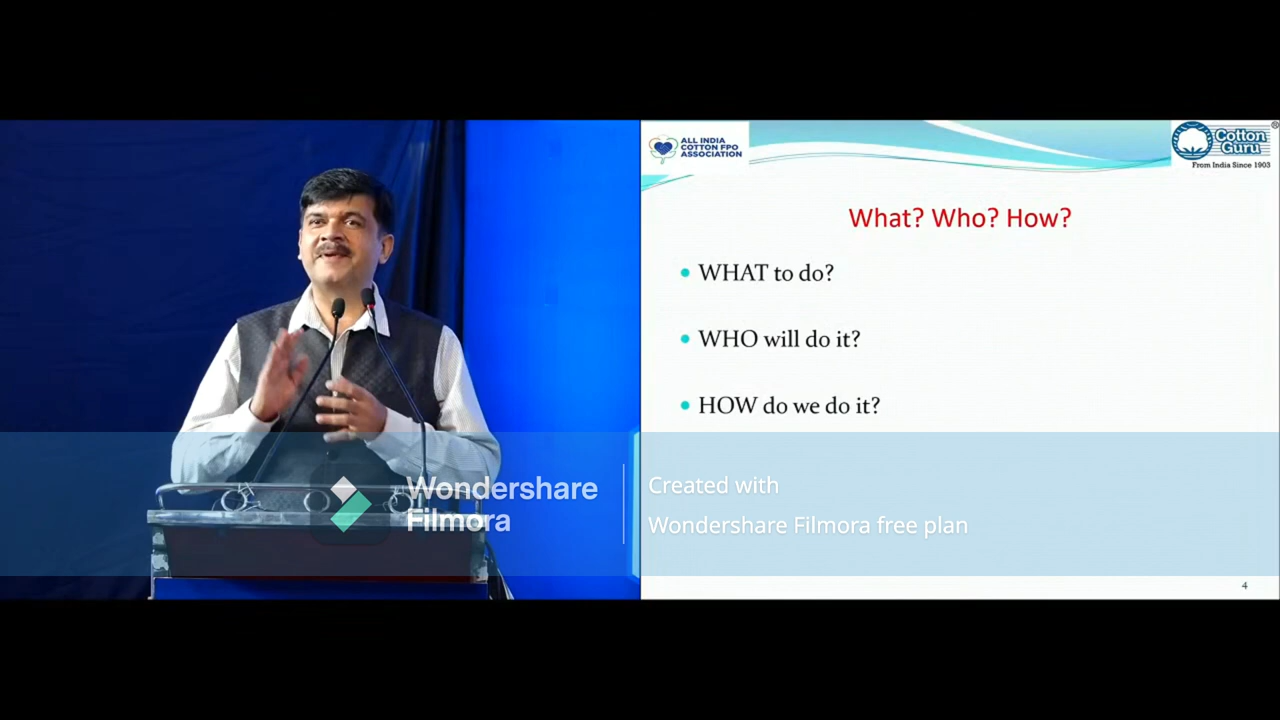 ALL INDIA
COTTON FPO
ASSOCIATION
Cotton
Guru
®
From India Since 1903
What? Who? How?
• WHAT to do?
• WHO will do it?
• HOW do we do it?
Wondershare
Filmora
Created with
Wondershare Filmora free plan
4